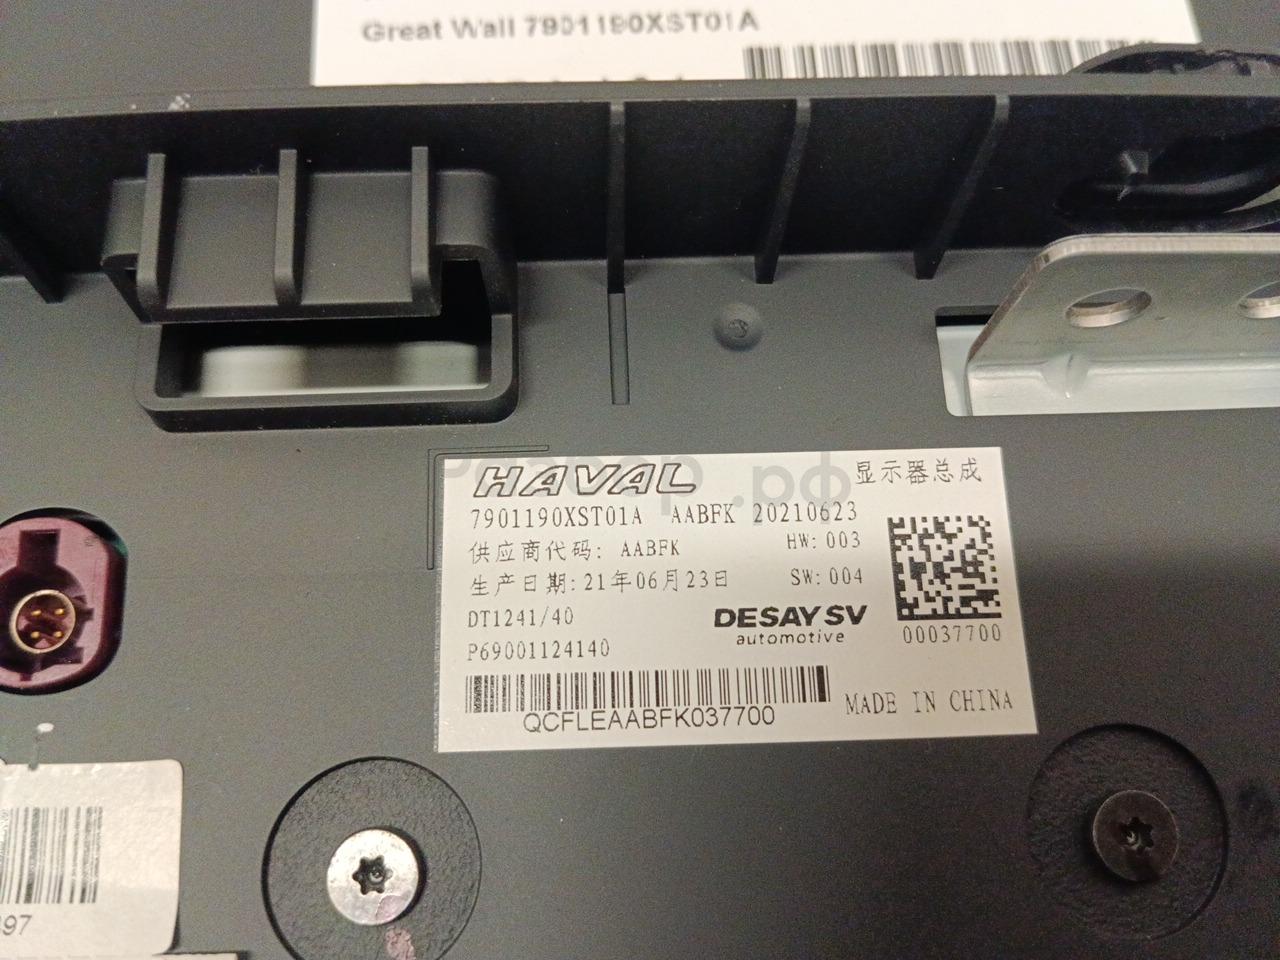 Great Wall 7901190XST01A
HAVAL 显示器总成
.рф
7901190XST01A AABFK 20210623
供应商代码: AABFK HW: 003
生产日期: 21年06月23日 SW: 004
DT1241/40 DESAY SV
automotive
P69001124140 00037700
QCFLEAABFK037700 MADE IN CHINA
97